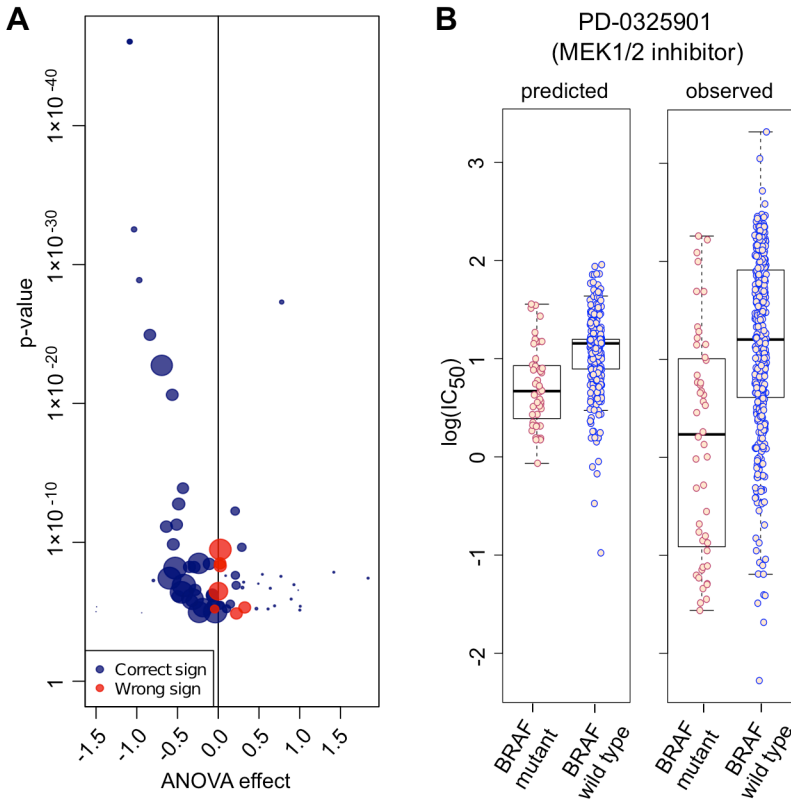 A
p-value
1×10⁻⁴⁰
1×10⁻³⁰
1×10⁻²⁰
1×10⁻¹⁰
1
Correct sign
Wrong sign
-1.5
-1.0
-0.5
0.0
0.5
1.0
1.5
ANOVA effect
B
PD-0325901
(MEK1/2 inhibitor)
predicted
observed
log(IC₅₀)
3
2
1
0
-1
-2
BRAF
mutant
BRAF
wild type
BRAF
mutant
BRAF
wild type